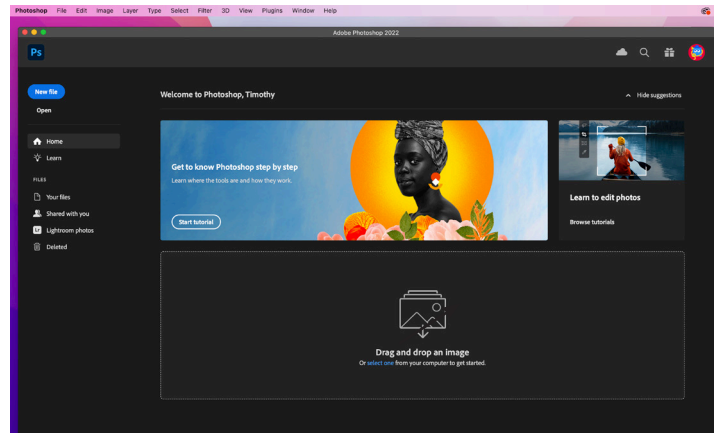 Photoshop File Edit Image Layer Type Select Filter 3D View Plugins Window Help
Adobe Photoshop 2022
Ps
New file
Open
Home
Learn
FILES
Your files
Shared with you
Lr Lightroom photos
Deleted
Welcome to Photoshop, Timothy
Hide suggestions
Get to know Photoshop step by step
Learn where the tools are and how they work.
Start tutorial
Learn to edit photos
Browse tutorials
Drag and drop an image
Or select one from your computer to get started.